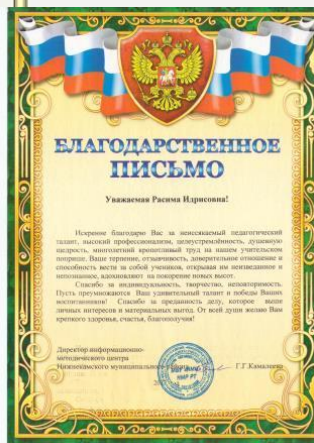 БЛАГОДАРСТВЕННОЕ
ПИСЬМО
Уважаемая Расима Идрисовна!
Искренне благодарю Вас за неиссякаемый педагогический
талант, высокий профессионализм, целеустремлённость, душевную
щедрость, многолетний кропотливый труд на нашем учительском
поприще. Ваше терпение, отзывчивость, доверительное отношение и
способность вести за собой учеников, открывая им неизведанное и
непознанное, вдохновляют на покорение новых высот.
Спасибо за индивидуальность, творчество, неповторимость.
Пусть преумножаются Ваш удивительный талант и победы Ваших
воспитанников! Спасибо за преданность делу, которое выше
личных интересов и материальных выгод. От всей души желаю Вам
крепкого здоровья, счастья, благополучия!
Директор информационно-
методического центра
Нижнекамского муниципального Г.Т.